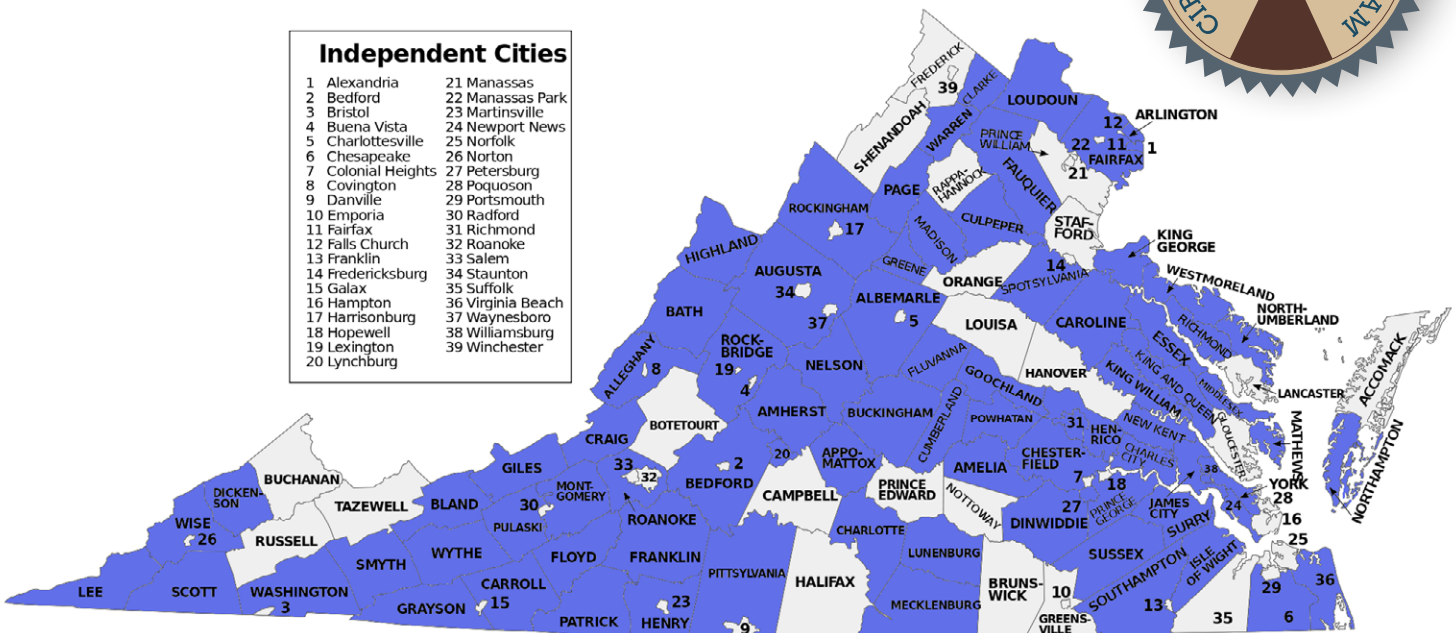 Independent Cities
1 Alexandria
2 Bedford
3 Bristol
4 Buena Vista
5 Charlottesville
6 Chesapeake
7 Colonial Heights
8 Covington
9 Danville
10 Emporia
11 Fairfax
12 Falls Church
13 Franklin
14 Fredericksburg
15 Galax
16 Hampton
17 Harrisonburg
18 Hopewell
19 Lexington
20 Lynchburg
21 Manassas
22 Manassas Park
23 Martinsville
24 Newport News
25 Norfolk
26 Norton
27 Petersburg
28 Poquoson
29 Portsmouth
30 Radford
31 Richmond
32 Roanoke
33 Salem
34 Staunton
35 Suffolk
36 Virginia Beach
37 Waynesboro
38 Williamsburg
39 Winchester
FREDERICK
39
CLARKE
LOUDOUN
SHENANDOAH
WARREN
PRINCE
WILLIAM
12
ARLINGTON
22
11
1
FAIRFAX
21
PAGE
RAPPA-
HANNOCK
FAUQUIER
ROCKINGHAM
17
MADISON
CULPEPER
STAF-
FORD
KING
GEORGE
HIGHLAND
AUGUSTA
34
GREENE
ORANGE
14
SPOTSYLVANIA
WESTMORELAND
BATH
37
ALBEMARLE
5
LOUISA
CAROLINE
RICHMOND
NORTH-
UMBERLAND
ALLEGHANY
8
ROCK-
BRIDGE
19
4
NELSON
FLUVANNA
GOOCHLAND
HANOVER
ESSEX
KING AND QUEEN
KING WILLIAM
MIDDLESEX
LANCASTER
ACCOMACK
BOTETOURT
AMHERST
BUCKINGHAM
CUMBERLAND
POWHATAN
31
HEN-
RICO
NEW KENT
GLOUCESTER
MATHEWS
NORTHAMPTON
CRAIG
33
32
2
BEDFORD
20
APPO-
MATTOX
AMELIA
CHESTER-
FIELD
7
18
CHARLES
CITY
38
YORK
28
BUCHANAN
DICKEN-
SON
TAZEWELL
BLAND
GILES
MONT-
GOMERY
30
PULASKI
ROANOKE
CAMPBELL
PRINCE
EDWARD
NOTTOWAY
27
DINWIDDIE
PRINCE
GEORGE
JAMES
CITY
24
16
25
WISE
26
RUSSELL
SMYTH
WYTHE
FLOYD
FRANKLIN
PITTSYLVANIA
CHARLOTTE
LUNENBURG
SUSSEX
SURRY
ISLE
OF WIGHT
LEE
SCOTT
WASHINGTON
3
GRAYSON
CARROLL
15
PATRICK
HENRY
23
9
HALIFAX
MECKLENBURG
BRUNS-
WICK
10
GREENS-
VILLE
SOUTHAMPTON
13
35
29
6
36